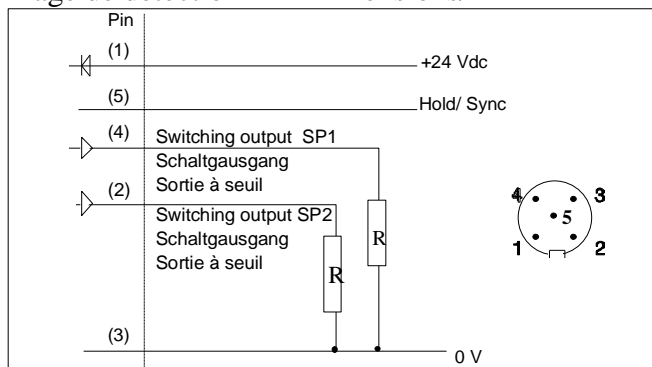 Pin
(1)
+24 Vdc
(5)
Hold/ Sync
(4)
Switching output SP1
Schaltgausgang
Sortie à seuil
(2)
Switching output SP2
Schaltgausgang
Sortie à seuil
R
R
4 3
5
1 2
(3)
0 V